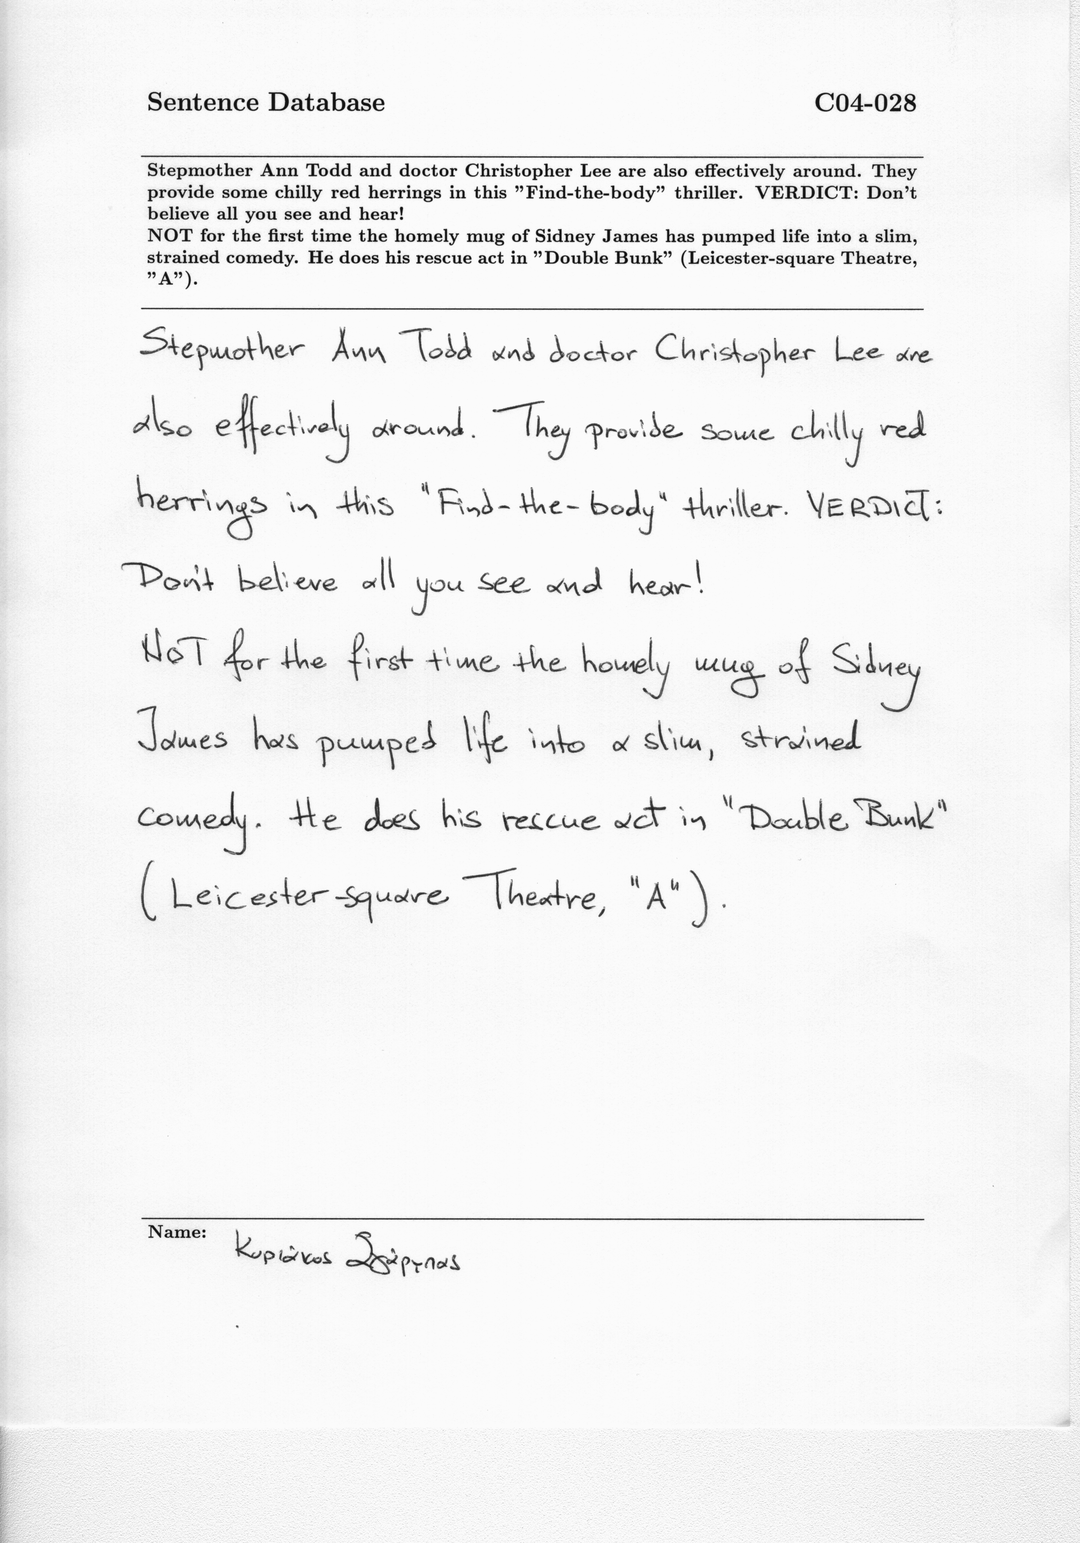 Sentence Database C04-028
Stepmother Ann Todd and doctor Christopher Lee are also effectively around. They
provide some chilly red herrings in this ”Find-the-body” thriller. VERDICT: Don’t
believe all you see and hear!
NOT for the first time the homely mug of Sidney James has pumped life into a slim,
strained comedy. He does his rescue act in ”Double Bunk” (Leicester-square Theatre,
”A”).
Stepmother Ann Todd and doctor Christopher Lee are
also effectively around. They provide some chilly red
herrings in this "Find-the-body" thriller. VERDICT:
Don't believe all you see and hear!
NOT for the first time the homely mug of Sidney
James has pumped life into a slim, strained
comedy. He does his rescue act in "Double Bunk"
(Leicester-square Theatre, "A").
Name: Κυριάκος